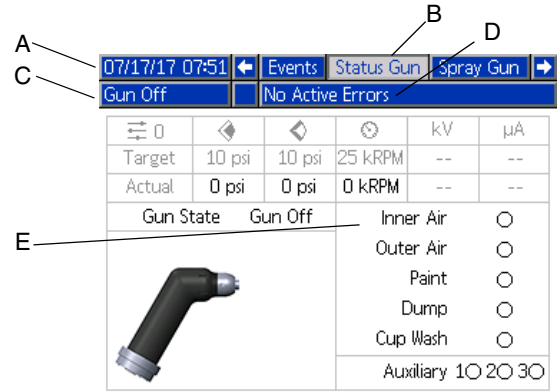 B
A
D
07/17/17 07:51 Events Status Gun Spray Gun
C
Gun Off No Active Errors
0 kV µA
Target 10 psi 10 psi 25 kRPM -- --
Actual 0 psi 0 psi 0 kRPM -- --
Gun State Gun Off
Inner Air
E
Outer Air
Paint
Dump
Cup Wash
Auxiliary 1 2 3